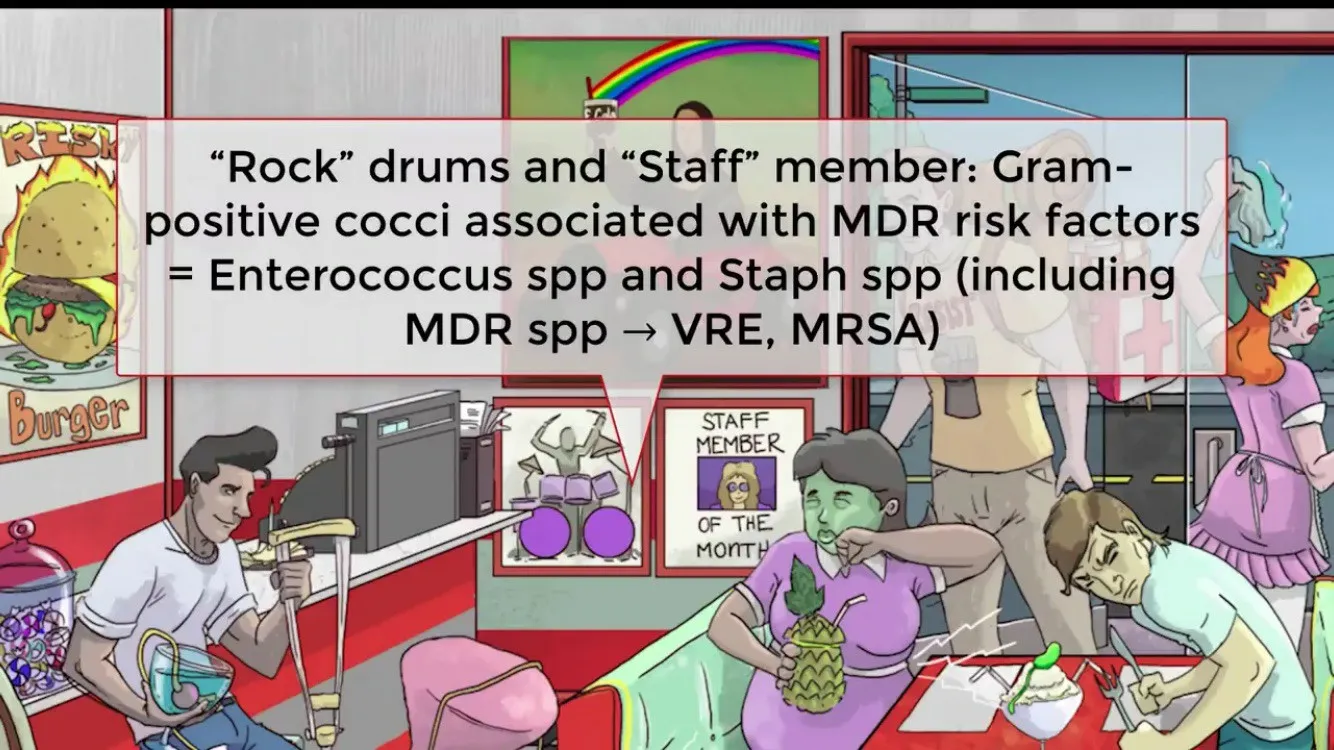 “Rock” drums and “Staff” member: Gram-
positive cocci associated with MDR risk factors
= Enterococcus spp and Staph spp (including
MDR spp → VRE, MRSA)
RISKY
Burger
STAFF
MEMBER
OF THE
MONTH